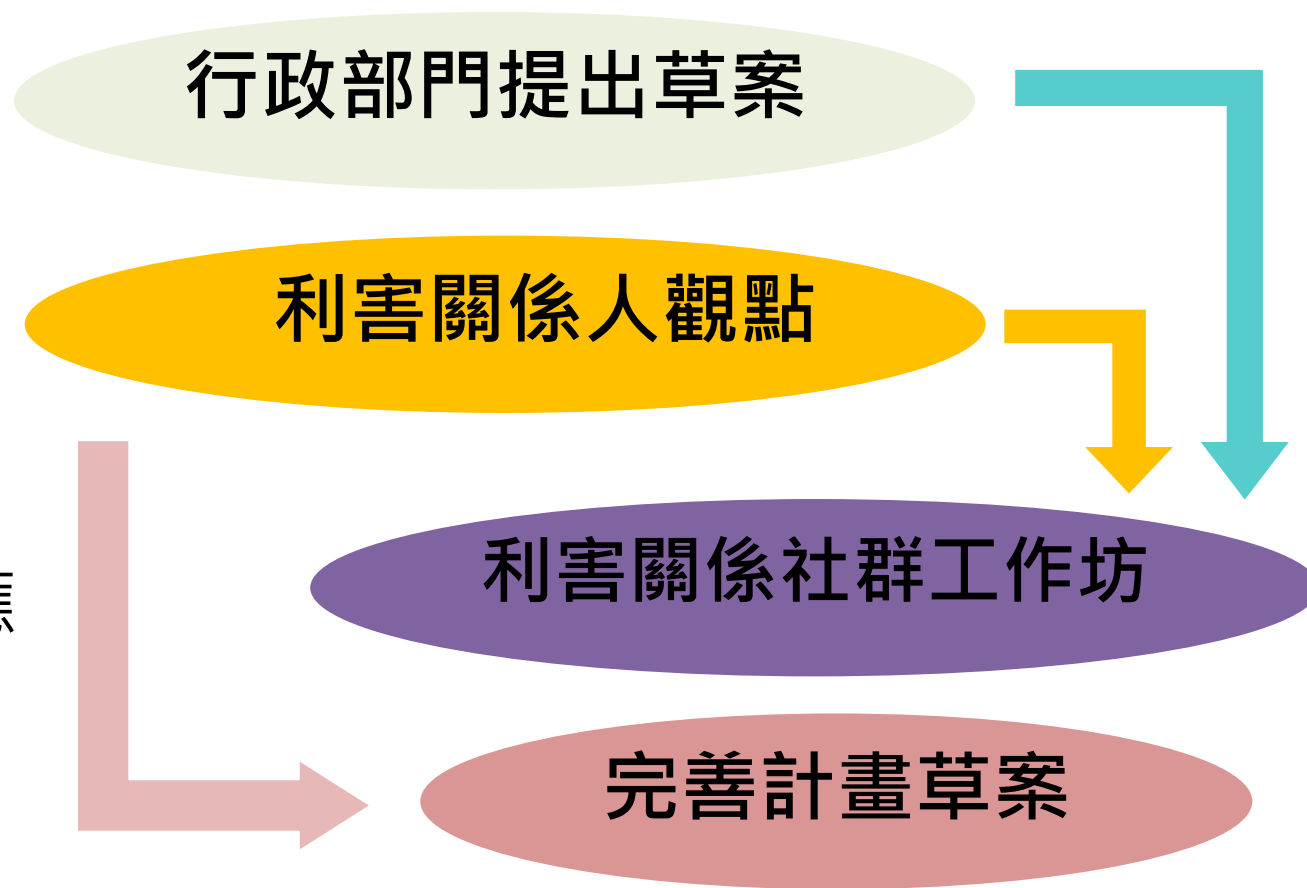 行政部門提出草案
利害關係人觀點
利害關係社群工作坊
完善計畫草案